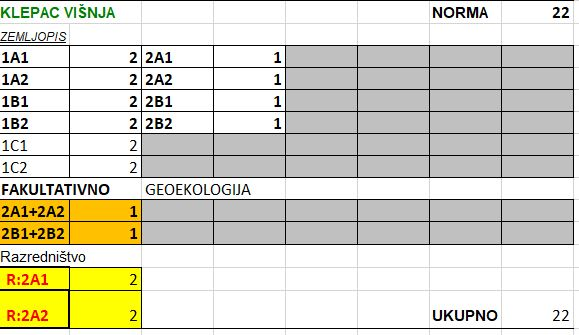 KLEPAC VIŠNJA NORMA 22
ZEMLJOPIS
1A1 2 2A1 1
1A2 2 2A2 1
1B1 2 2B1 1
1B2 2 2B2 1
1C1 2
1C2 2
FAKULTATIVNO GEOEKOLOGIJA
2A1+2A2 1
2B1+2B2 1
Razredništvo
R:2A1 2
R:2A2 2 UKUPNO 22